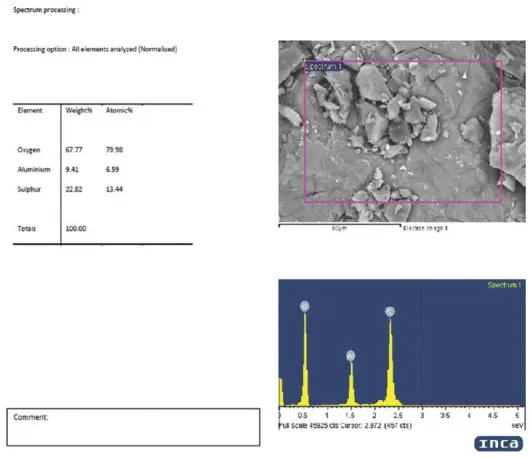 Spectrum processing :
Processing option : All elements analyzed (Normalised)
Element Weight% Atomic%
Oxygen 67.77 79.98
Aluminium 9.41 6.59
Sulphur 22.82 13.44
Totals 100.00
Comment:
Spectrum 1
60µm Electron Image 1
Spectrum 1
O
Al
S
0 0.5 1 1.5 2 2.5 3 3.5 4 4.5 5
Full Scale 45925 cts Cursor: 2.972 (457 cts) keV
INCA